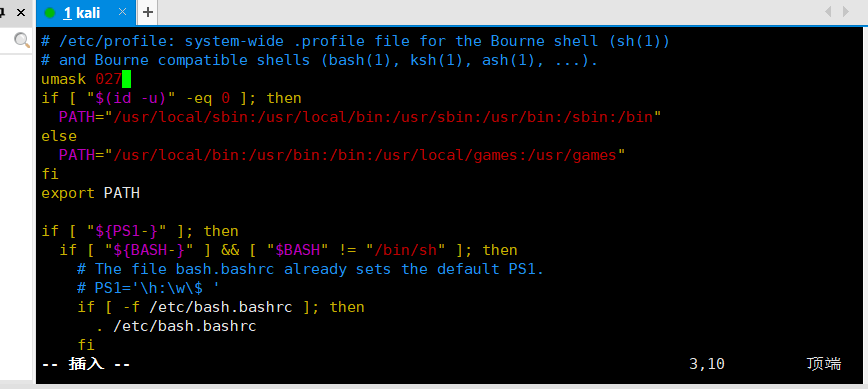 1 kali
# /etc/profile: system-wide .profile file for the Bourne shell (sh(1))
# and Bourne compatible shells (bash(1), ksh(1), ash(1), ...).
umask 027
if [ "$(id -u)" -eq 0 ]; then
  PATH="/usr/local/sbin:/usr/local/bin:/usr/sbin:/usr/bin:/sbin:/bin"
else
  PATH="/usr/local/bin:/usr/bin:/bin:/usr/local/games:/usr/games"
fi
export PATH

if [ "${PS1-}" ]; then
  if [ "${BASH-}" ] && [ "$BASH" != "/bin/sh" ]; then
    # The file bash.bashrc already sets the default PS1.
    # PS1='\h:\w\$ '
    if [ -f /etc/bash.bashrc ]; then
      . /etc/bash.bashrc
    fi
-- 插入 -- 3,10 顶端